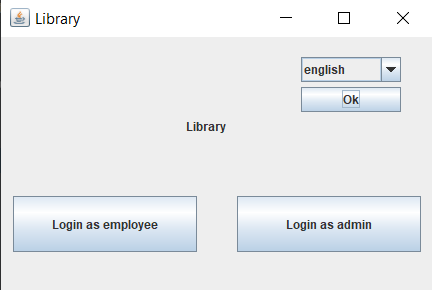 Library
english
Ok
Library
Login as employee
Login as admin